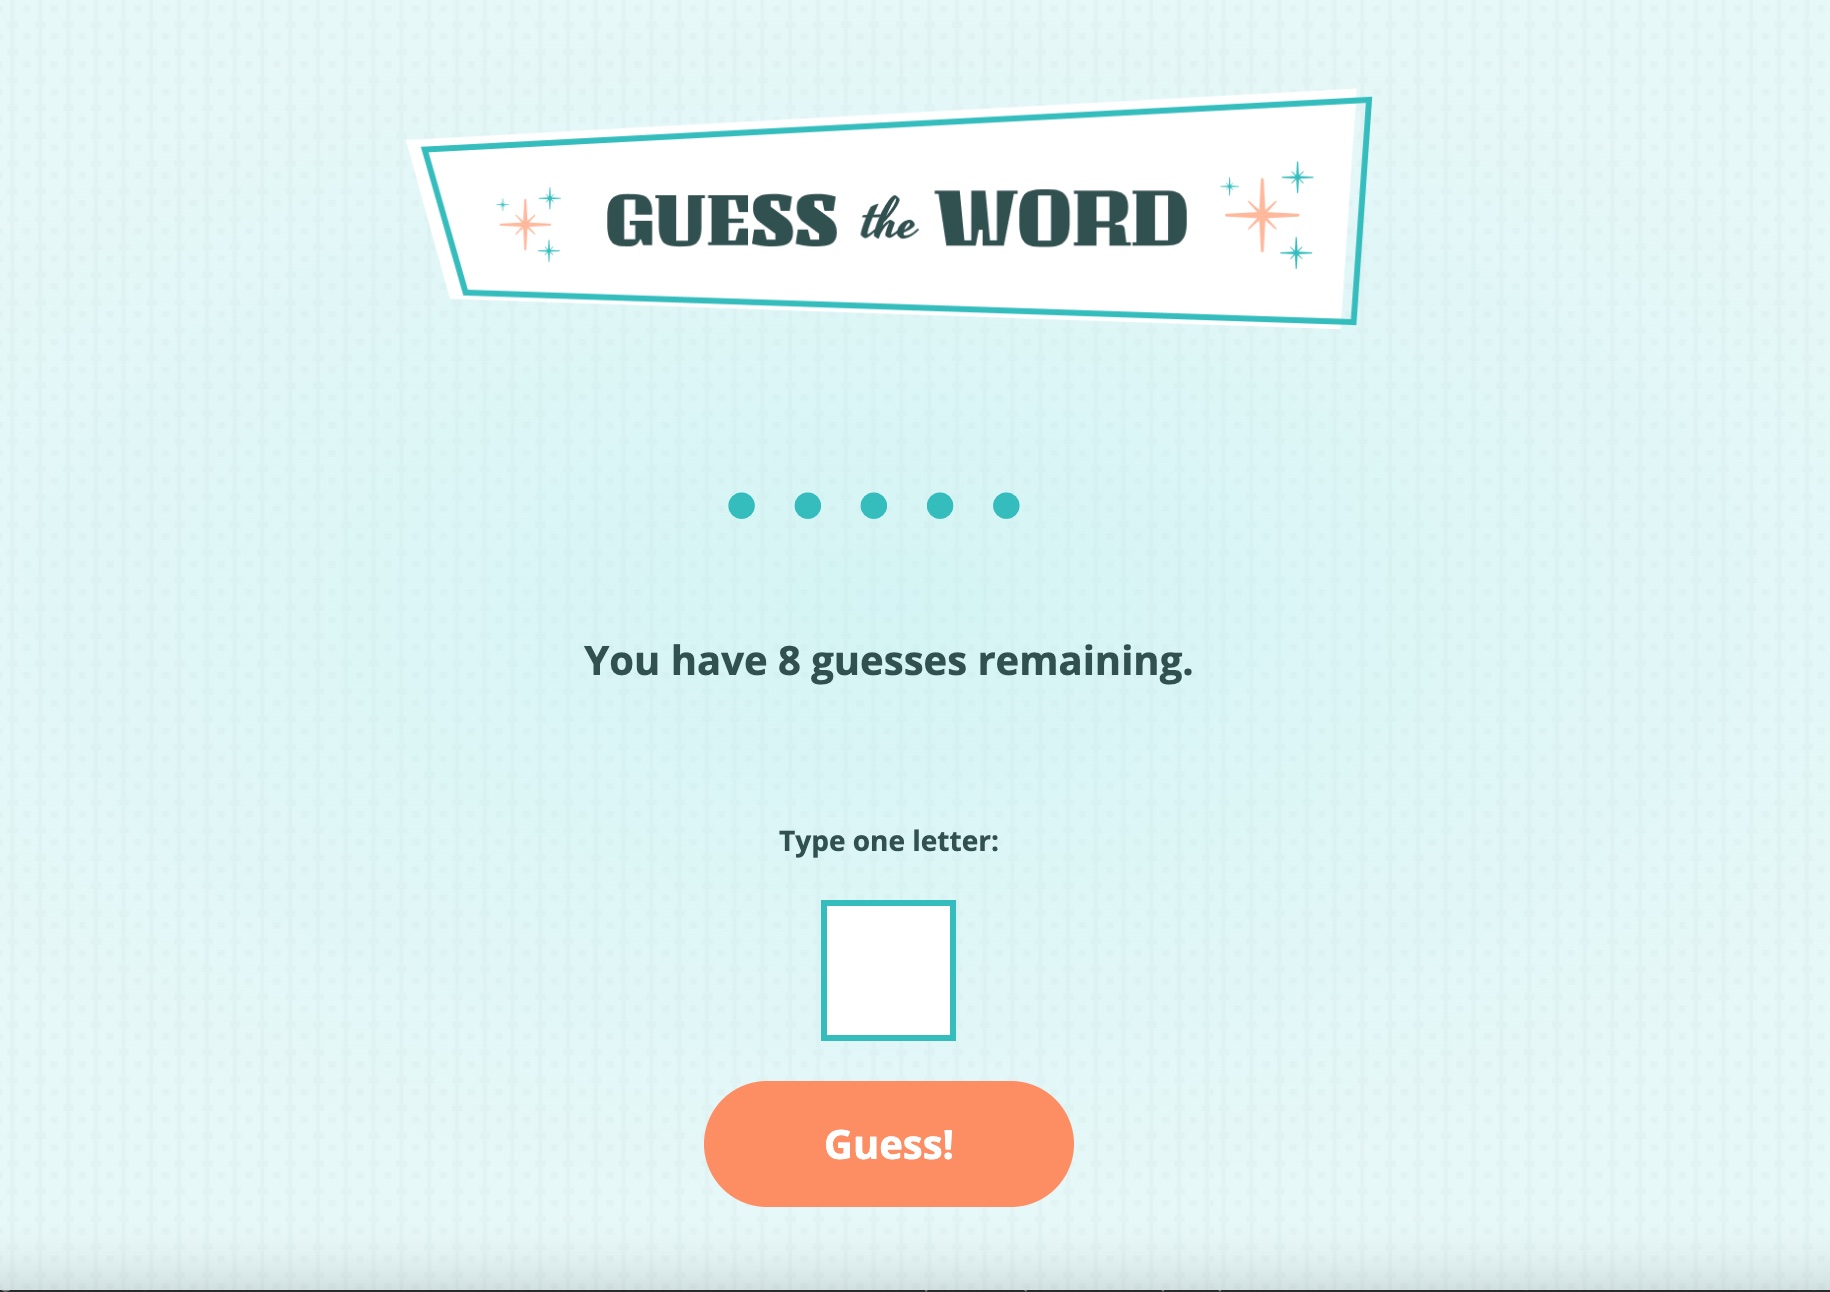 GUESS the WORD
● ● ● ● ●
You have 8 guesses remaining.
Type one letter:
Guess!